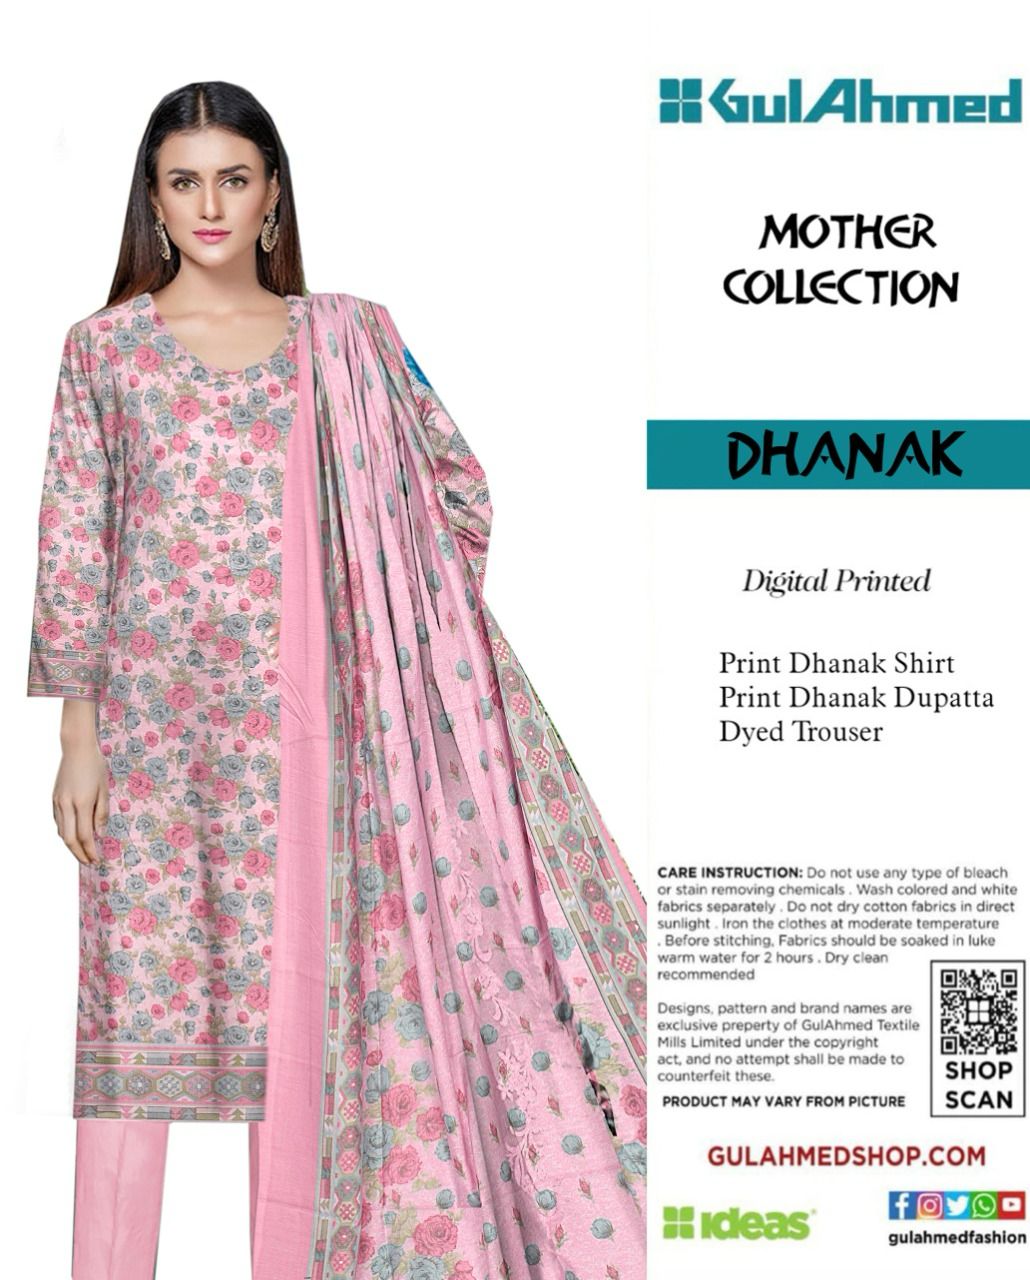 GulAhmed
MOTHER
COLLECTION
DHANAK
Digital Printed
Print Dhanak Shirt
Print Dhanak Dupatta
Dyed Trouser
CARE INSTRUCTION: Do not use any type of bleach
or stain removing chemicals . Wash colored and white
fabrics separately . Do not dry cotton fabrics in direct
sunlight . Iron the clothes at moderate temperature
. Before stitching, Fabrics should be soaked in luke
warm water for 2 hours . Dry clean
recommended
Designs, pattern and brand names are
exclusive preperty of GulAhmed Textile
Mills Limited under the copyright
act, and no attempt shall be made to
counterfeit these.
PRODUCT MAY VARY FROM PICTURE
SHOP
SCAN
GULAHMEDSHOP.COM
ideas
gulahmedfashion